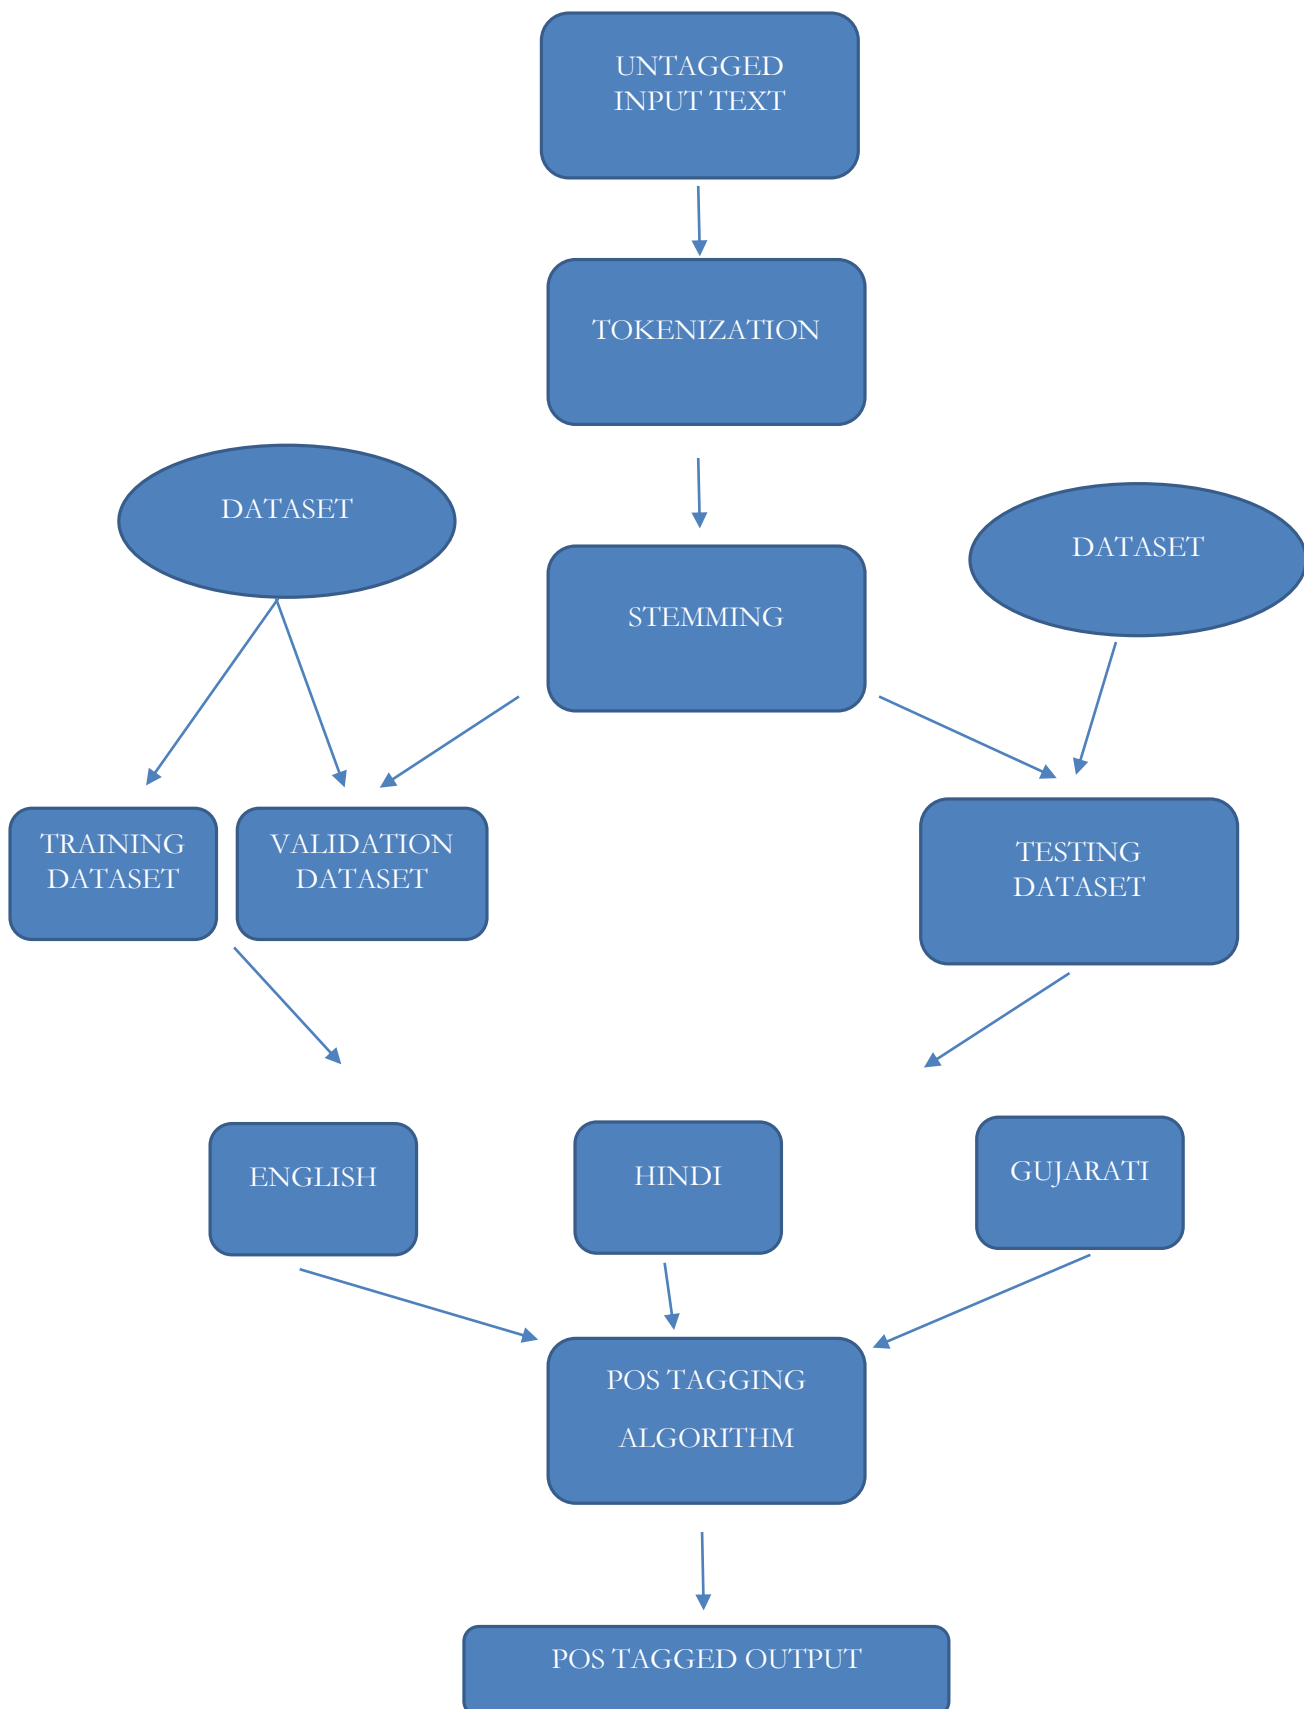 UNTAGGED
INPUT TEXT
TOKENIZATION
DATASET
DATASET
STEMMING
TRAINING
DATASET
VALIDATION
DATASET
TESTING
DATASET
ENGLISH
HINDI
GUJARATI
POS TAGGING
ALGORITHM
POS TAGGED OUTPUT